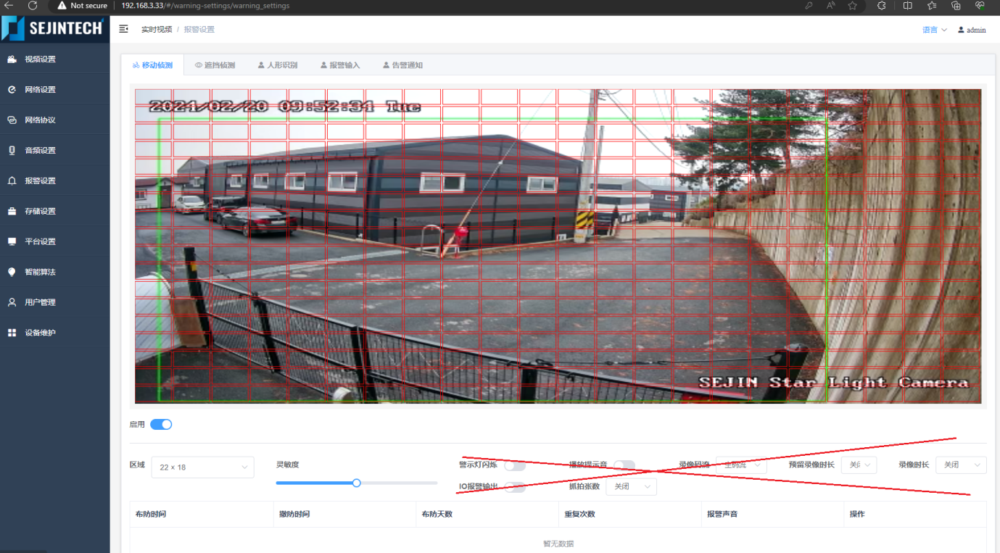 Not secure 192.168.3.33/#/warning-settings/warning_settings
SEJINTECH
实时视频 / 报警设置
语言
admin
视频设置
网络设置
网络协议
音频设置
报警设置
存储设置
平台设置
智能算法
用户管理
设备维护
移动侦测
遮挡侦测
人形识别
报警输入
告警通知
2024/02/20 09:52:34 Tue
SEJIN Star Light Camera
启用
区域 22 × 18
灵敏度
警示灯闪烁
播放提示音
录像码流 主码流
预留录像时长
录像时长 关闭
IO报警输出
抓拍张数 关闭
布防时间 撤防时间 布防天数 重复次数 报警声音 操作
暂无数据